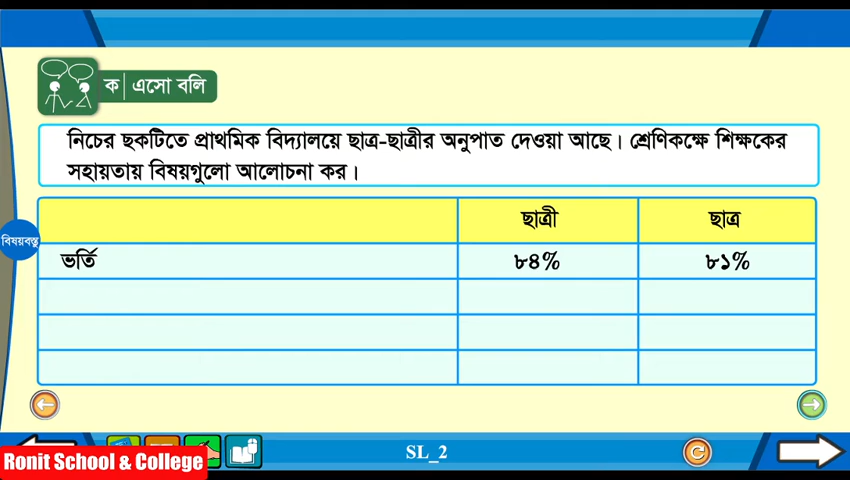 ক এসো বলি
নিচের ছকটিতে প্রাথমিক বিদ্যালয়ে ছাত্র-ছাত্রীর অনুপাত দেওয়া আছে। শ্রেণিকক্ষে শিক্ষকের
সহায়তায় বিষয়গুলো আলোচনা কর।
ছাত্রী ছাত্র
বিষয়বস্তু
ভর্তি ৮৪% ৮১%
SL_2
Ronit School & College